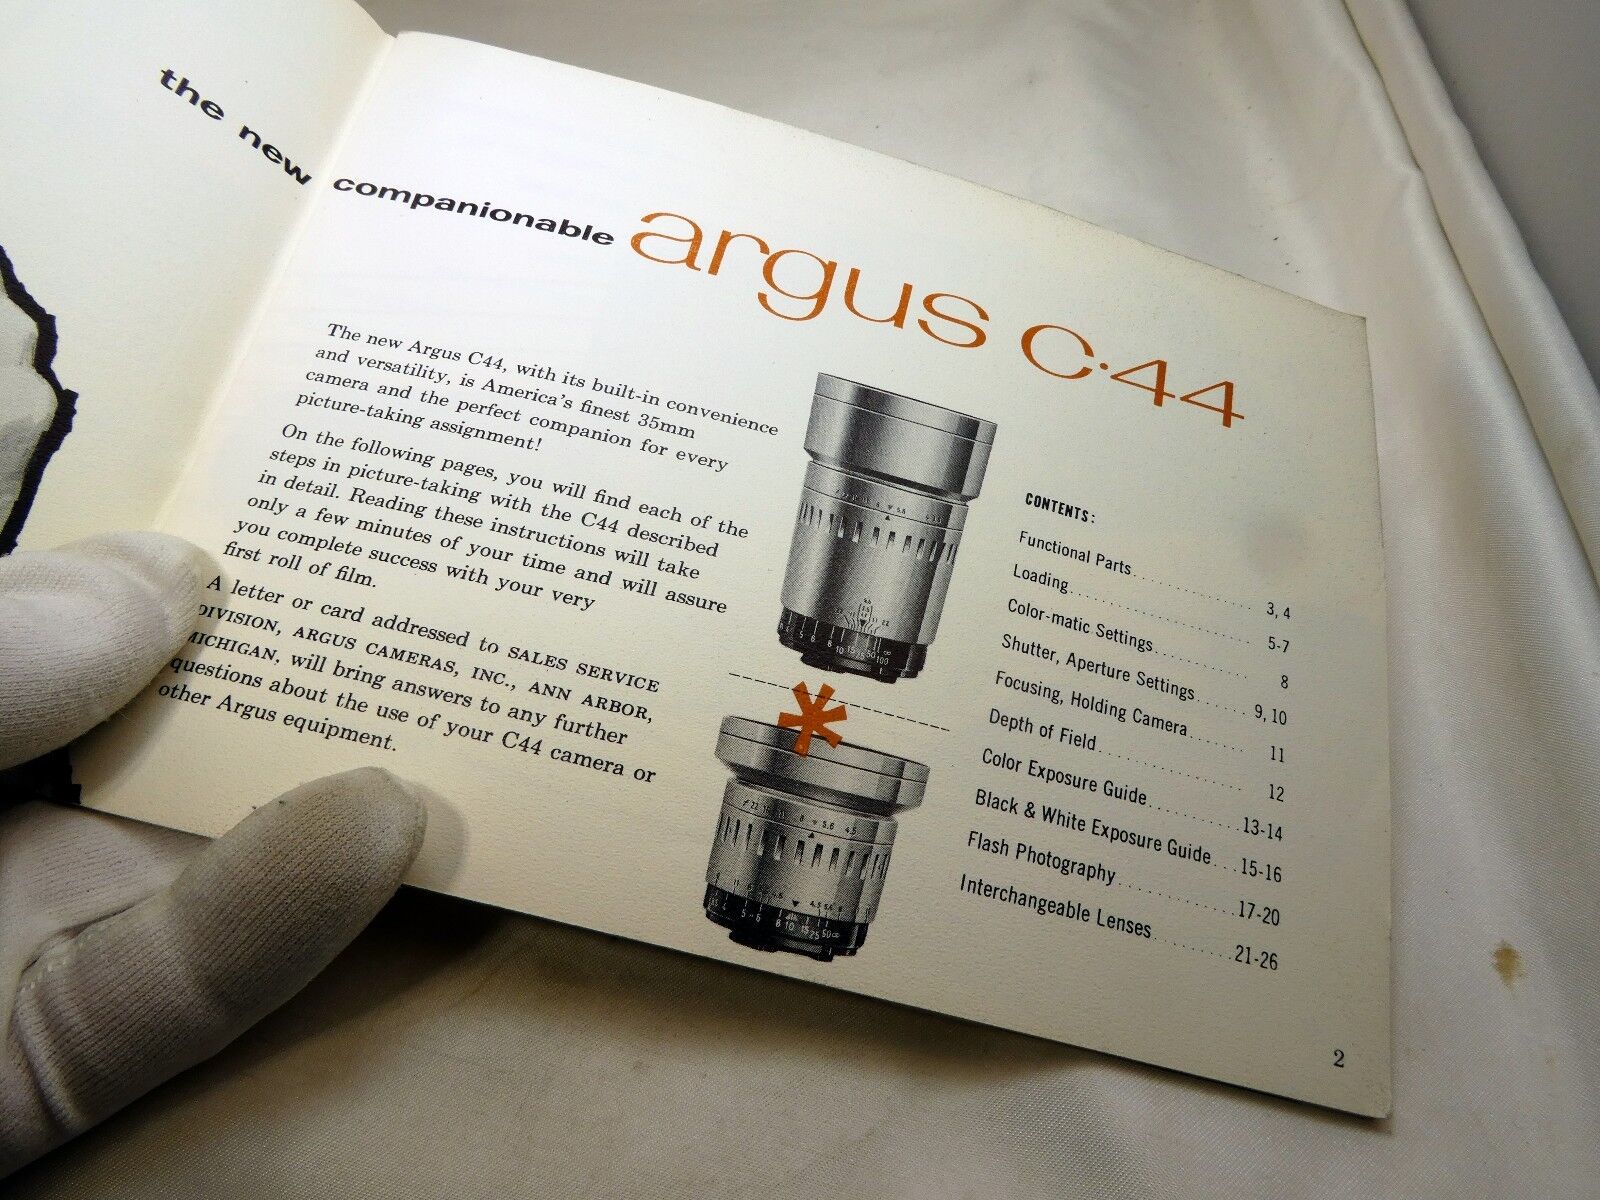 the new companionable argus C·44
The new Argus C44, with its built-in convenience
and versatility, is America's finest 35mm
camera and the perfect companion for every
picture-taking assignment!
On the following pages, you will find each of the
steps in picture-taking with the C44 described
in detail. Reading these instructions will take
only a few minutes of your time and will assure
you complete success with your very
first roll of film.
A letter or card addressed to SALES SERVICE
DIVISION, ARGUS CAMERAS, INC., ANN ARBOR,
MICHIGAN, will bring answers to any further
questions about the use of your C44 camera or
other Argus equipment.
CONTENTS:
Functional Parts.............. 3, 4
Loading...................... 5-7
Color-matic Settings............ 8
Shutter, Aperture Settings....... 9, 10
Focusing, Holding Camera....... 11
Depth of Field................ 12
Color Exposure Guide..........13-14
Black & White Exposure Guide...15-16
Flash Photography.............17-20
Interchangeable Lenses.........21-26
2